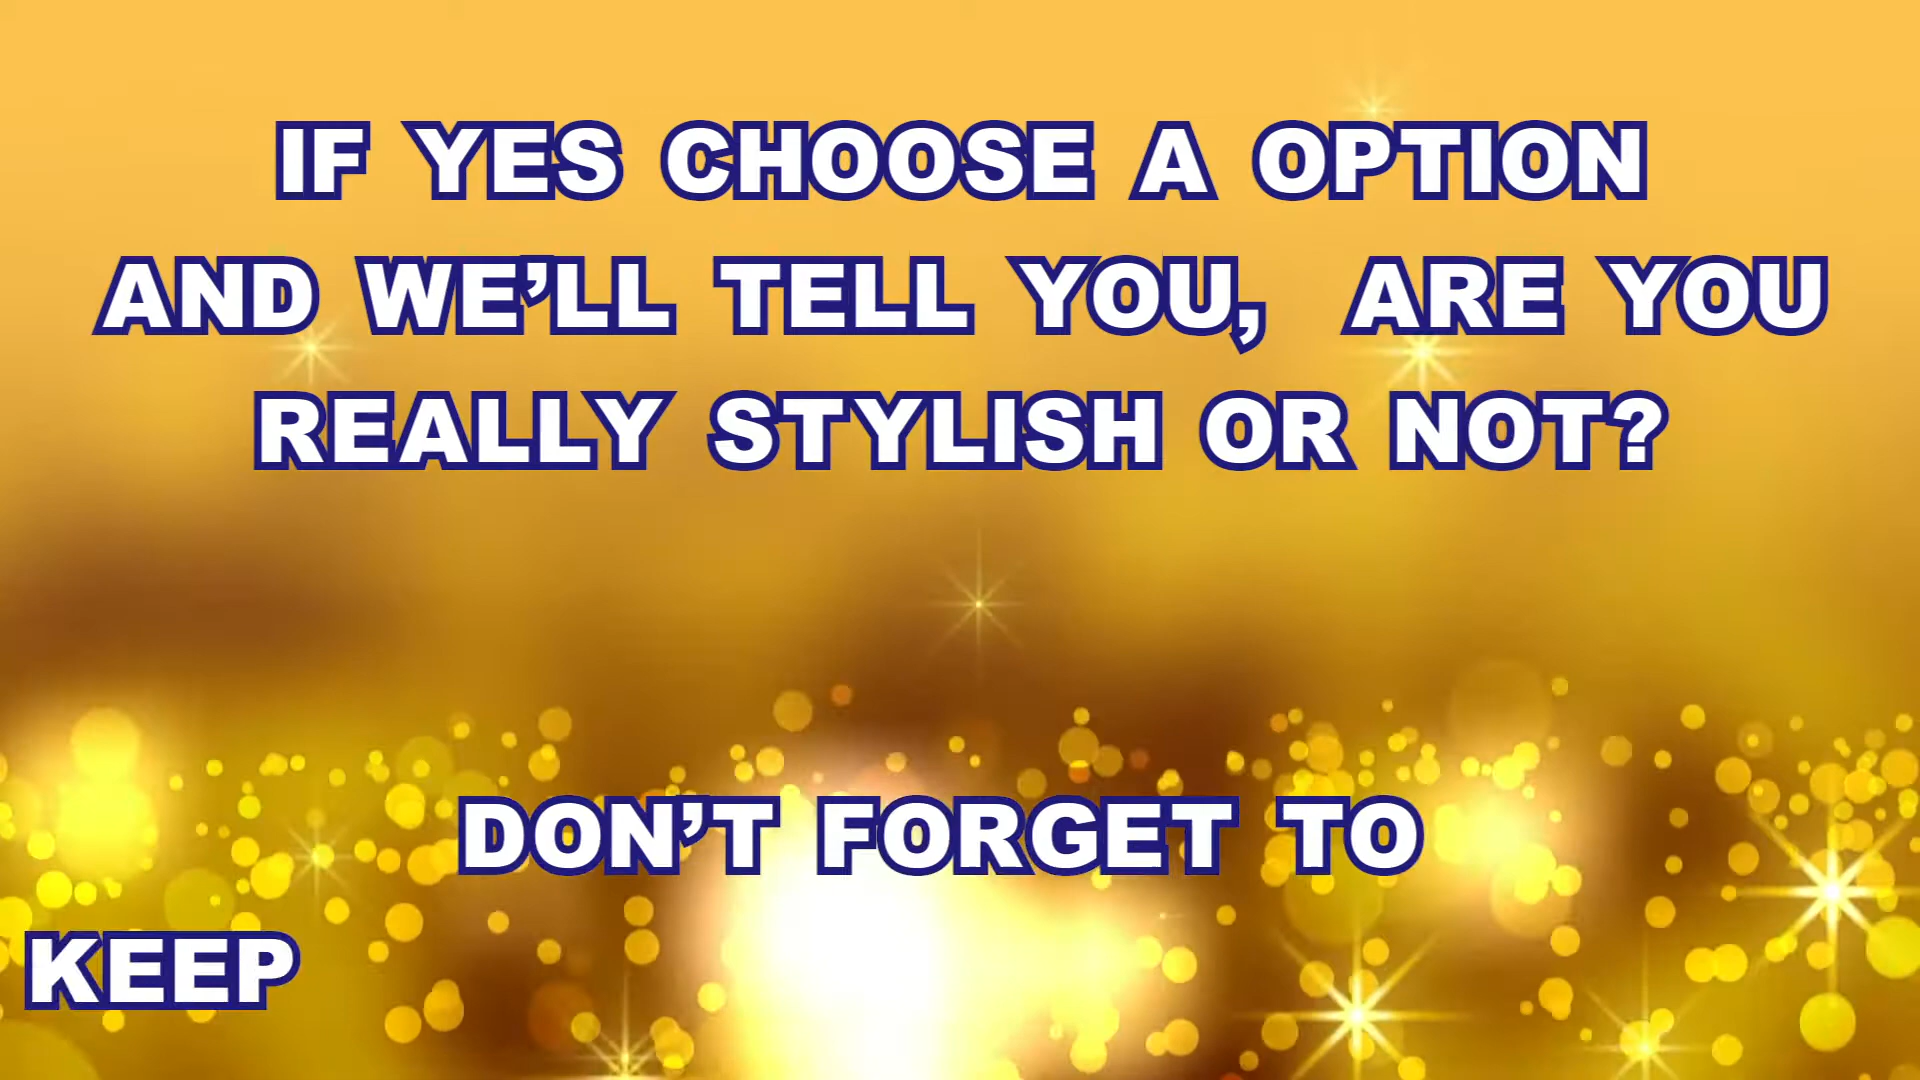 IF YES CHOOSE A OPTION
AND WE’LL TELL YOU, ARE YOU
REALLY STYLISH OR NOT?
DON’T FORGET TO
KEEP